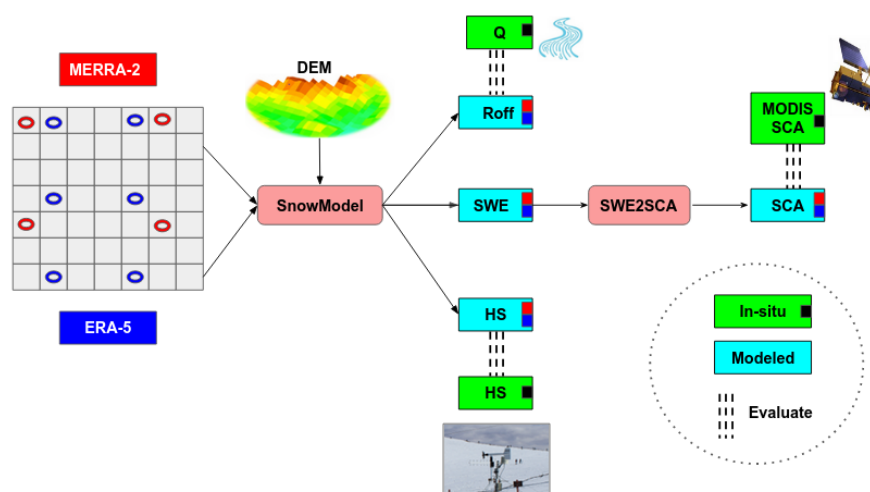 MERRA-2
ERA-5
DEM
SnowModel
Q
Roff
SWE
HS
HS
SWE2SCA
MODIS
SCA
SCA
In-situ
Modeled
Evaluate